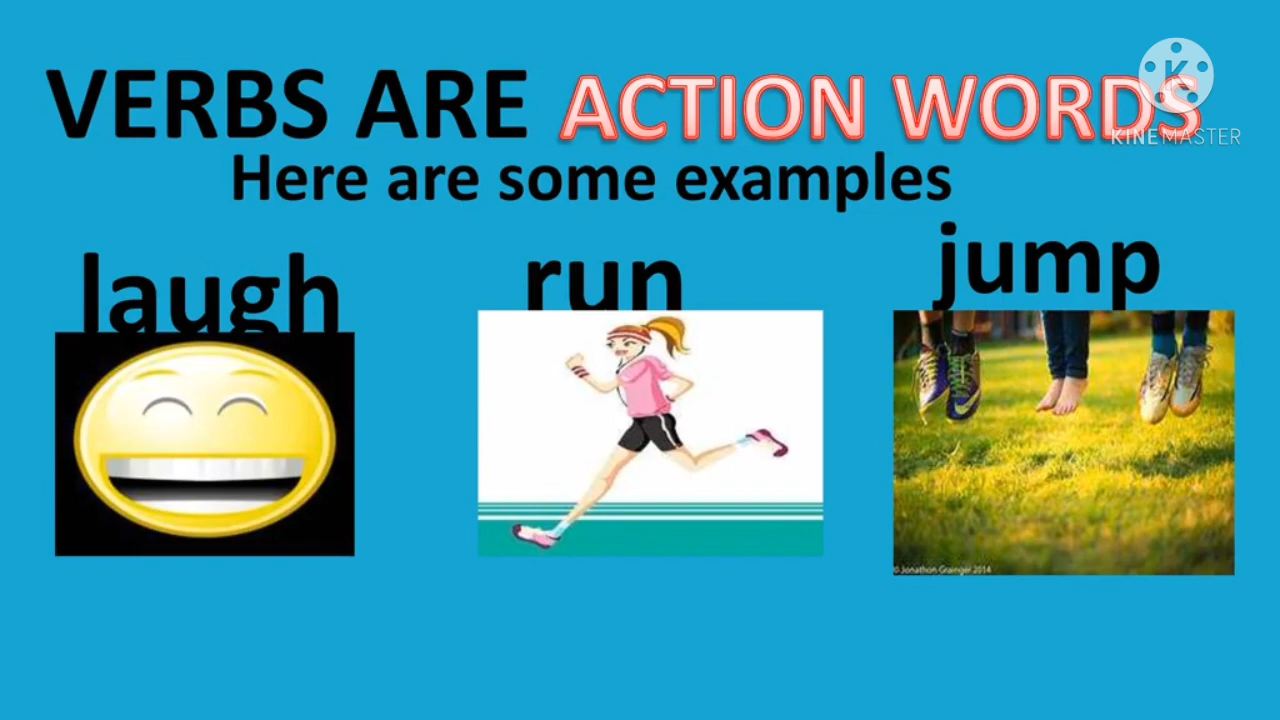 VERBS ARE ACTION WORDS
KINEMASTER
Here are some examples
laugh run jump
© Jonathon Grainger 2014